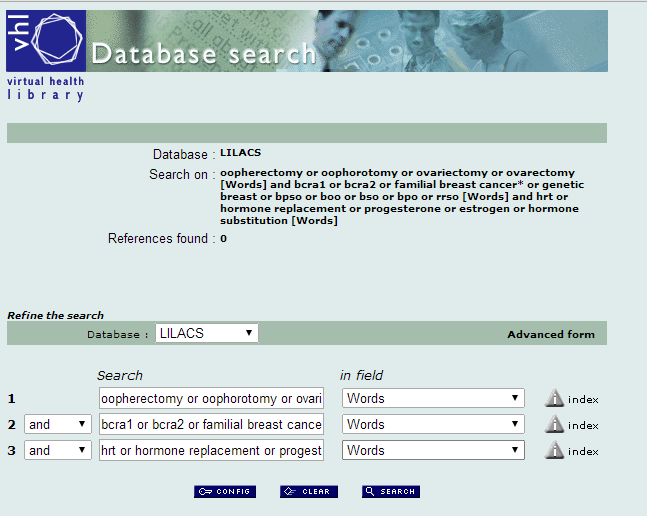 vhl
Database search
virtual health
library
Database : LILACS
Search on : oopherectomy or oophorotomy or ovariectomy or ovarectomy
[Words] and bcra1 or bcra2 or familial breast cancer* or genetic
breast or bpso or boo or bso or bpo or rrso [Words] and hrt or
hormone replacement or progesterone or estrogen or hormone
substitution [Words]
References found : 0
Refine the search
Database : LILACS Advanced form
Search in field
1 oopherectomy or oophorotomy or ovari Words index
2 and bcra1 or bcra2 or familial breast cance Words index
3 and hrt or hormone replacement or progest Words index
CONFIG CLEAR SEARCH